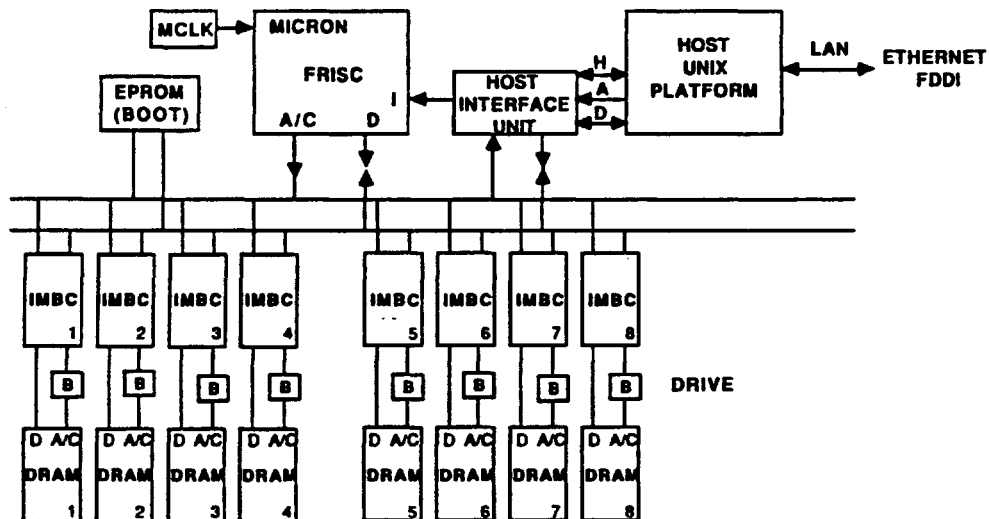 MCLK
MICRON
FRISC
I
A/C D
EPROM
(BOOT)
HOST
INTERFACE
UNIT
H
A
D
HOST
UNIX
PLATFORM
LAN
ETHERNET
FDDI
IMBC
1
IMBC
2
IMBC
3
IMBC
4
IMBC
5
IMBC
6
IMBC
7
IMBC
8
B
B
B
B
B
B
B
B
DRIVE
D A/C
DRAM
1
D A/C
DRAM
2
D A/C
DRAM
3
D A/C
DRAM
4
D A/C
DRAM
5
D A/C
DRAM
6
D A/C
DRAM
7
D A/C
DRAM
8